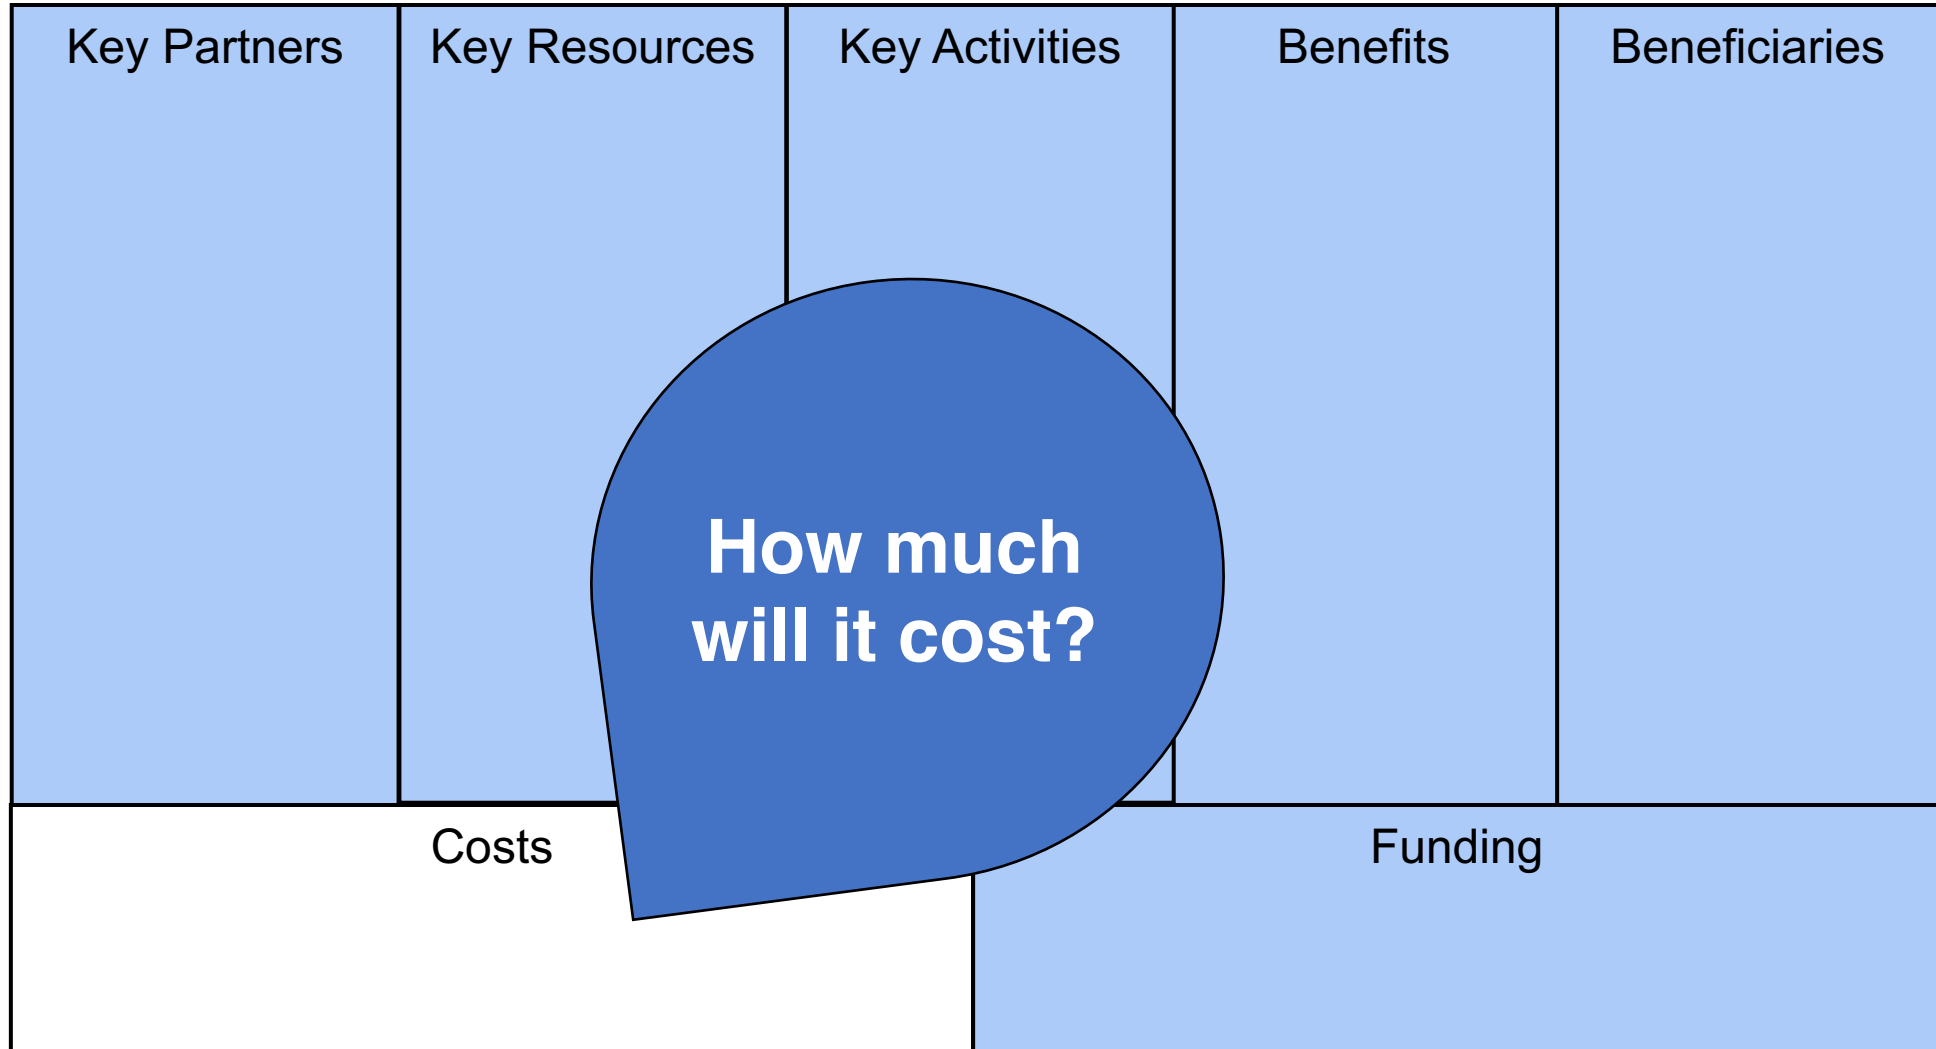 Key Partners
Key Resources
Key Activities
Benefits
Beneficiaries
How much
will it cost?
Costs
Funding